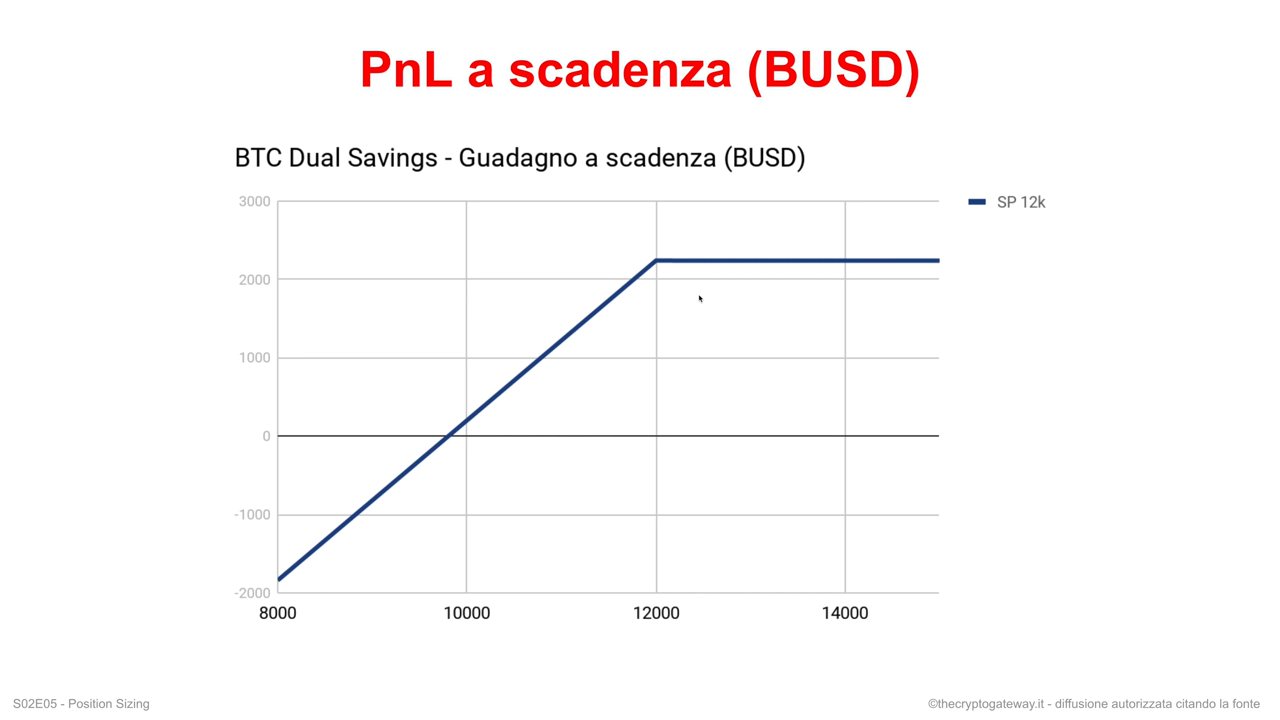 PnL a scadenza (BUSD)
BTC Dual Savings - Guadagno a scadenza (BUSD)
SP 12k
3000
2000
1000
0
-1000
-2000
8000 10000 12000 14000
S02E05 - Position Sizing
©thecryptogateway.it - diffusione autorizzata citando la fonte